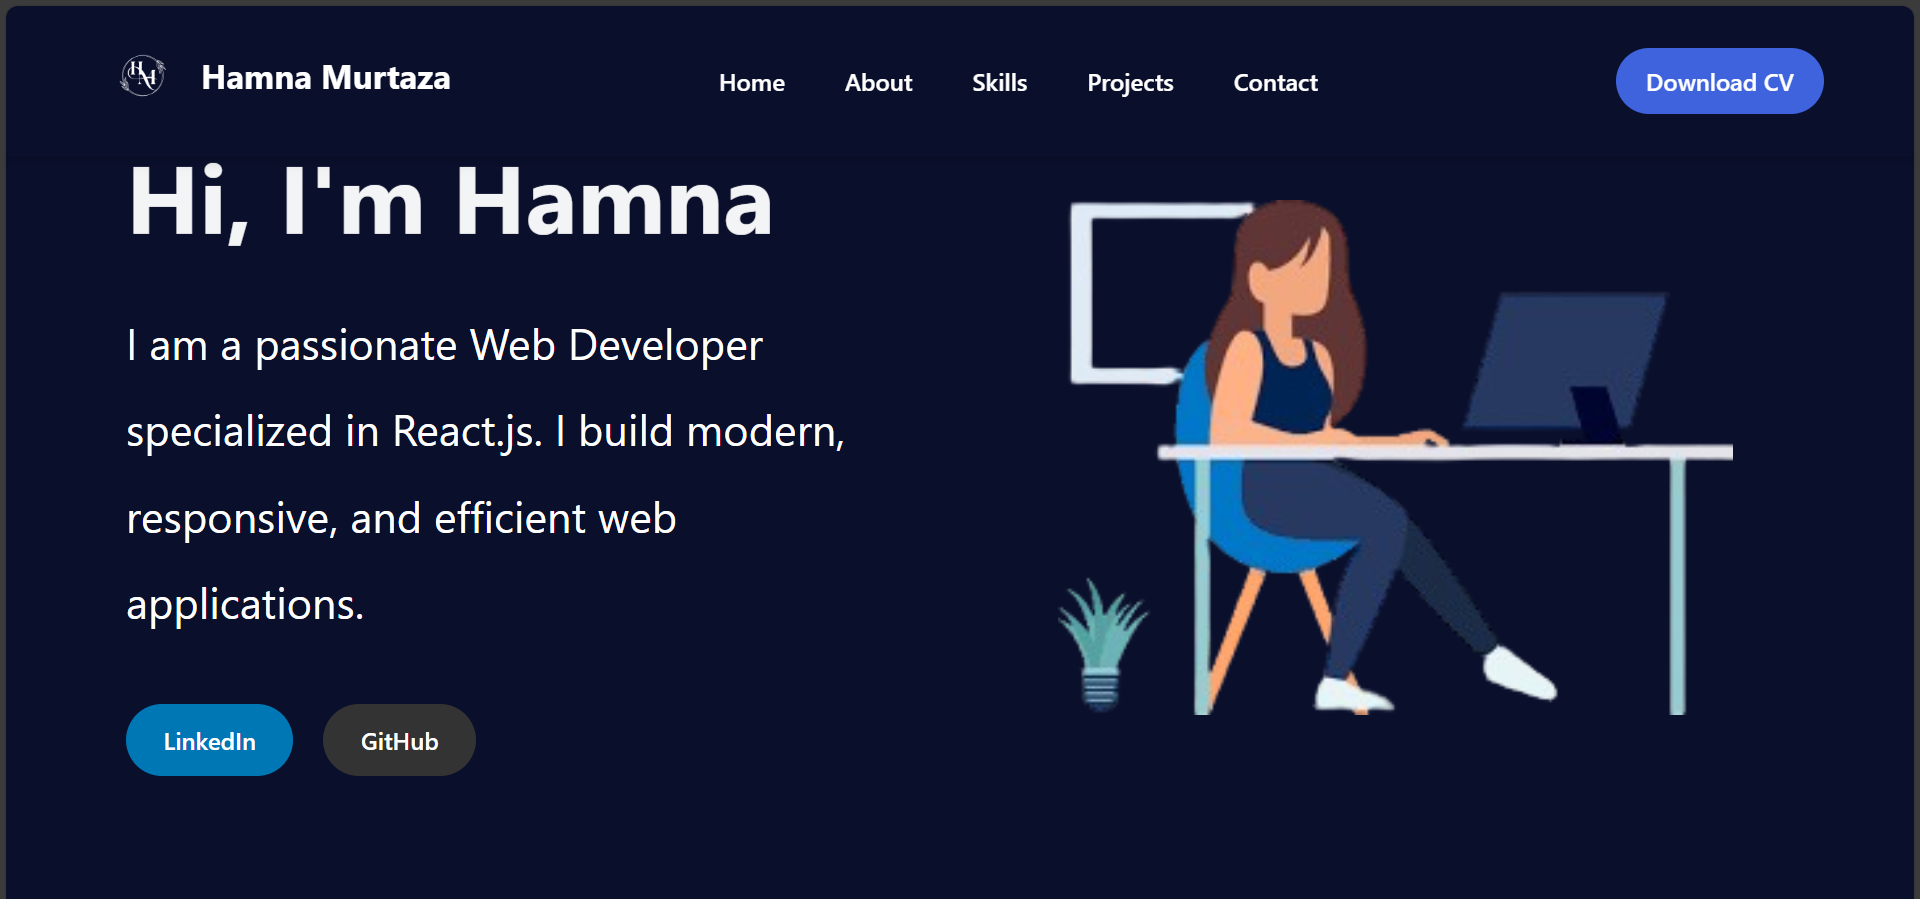 Hamna Murtaza
Home About Skills Projects Contact
Download CV
Hi, I'm Hamna
I am a passionate Web Developer
specialized in React.js. I build modern,
responsive, and efficient web
applications.
LinkedIn GitHub